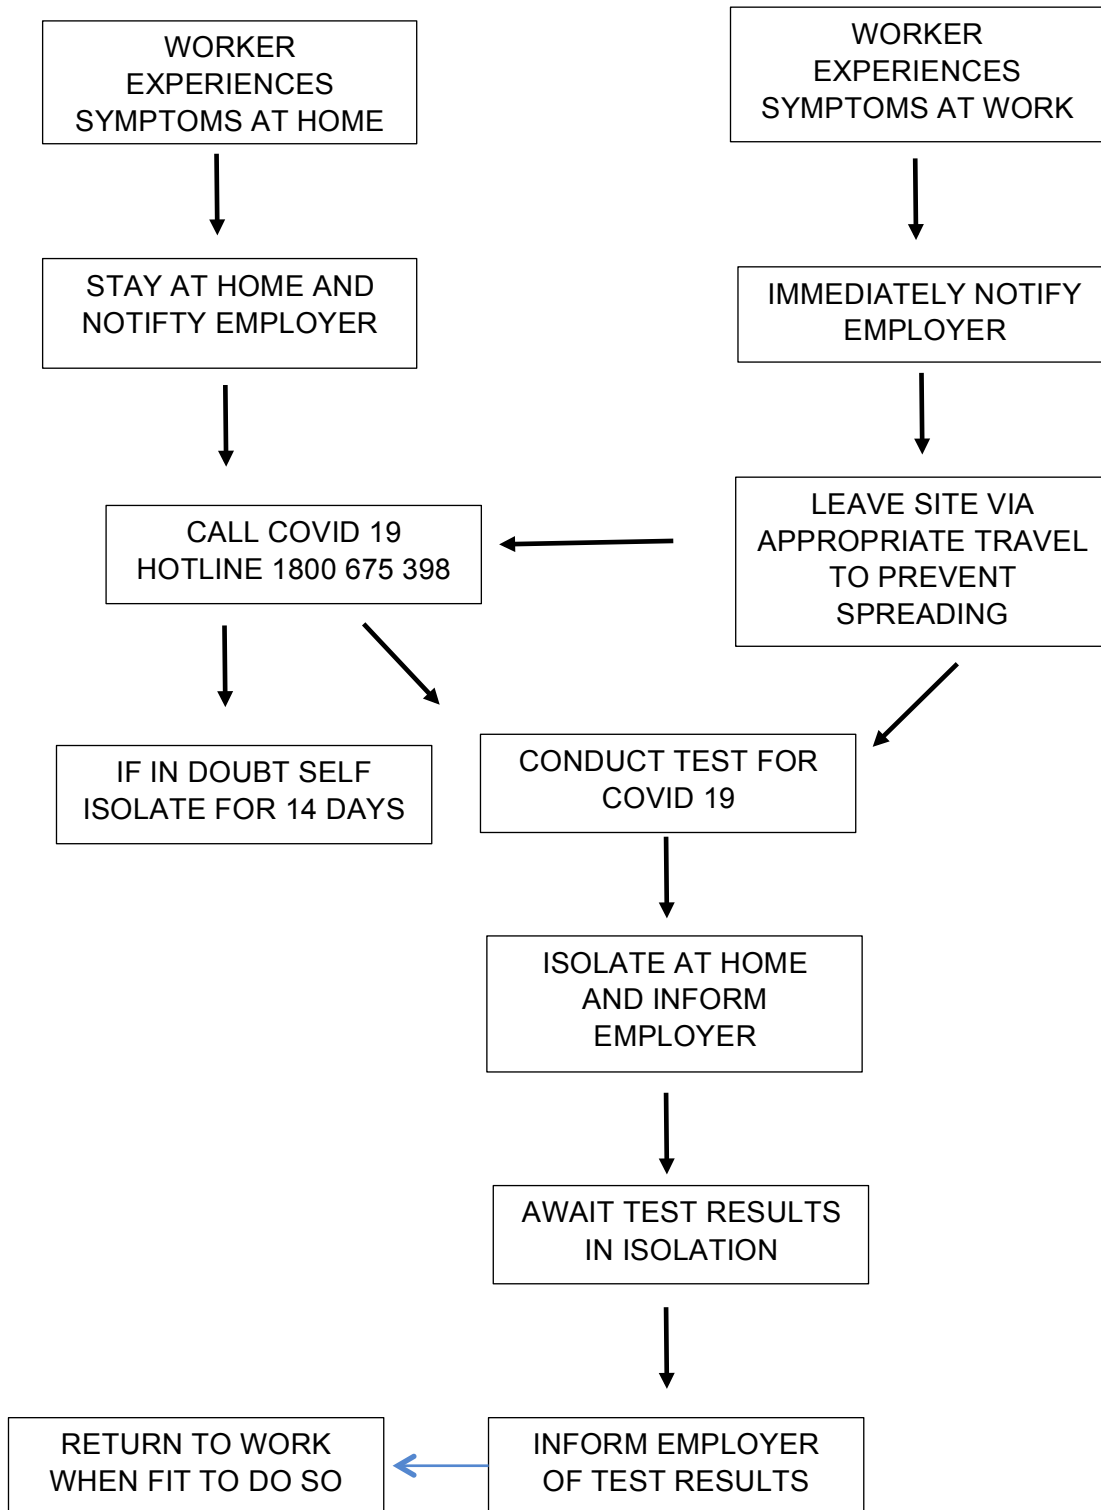 WORKER
EXPERIENCES
SYMPTOMS AT HOME
WORKER
EXPERIENCES
SYMPTOMS AT WORK
STAY AT HOME AND
NOTIFTY EMPLOYER
IMMEDIATELY NOTIFY
EMPLOYER
CALL COVID 19
HOTLINE 1800 675 398
LEAVE SITE VIA
APPROPRIATE TRAVEL
TO PREVENT
SPREADING
IF IN DOUBT SELF
ISOLATE FOR 14 DAYS
CONDUCT TEST FOR
COVID 19
ISOLATE AT HOME
AND INFORM
EMPLOYER
AWAIT TEST RESULTS
IN ISOLATION
RETURN TO WORK
WHEN FIT TO DO SO
INFORM EMPLOYER
OF TEST RESULTS